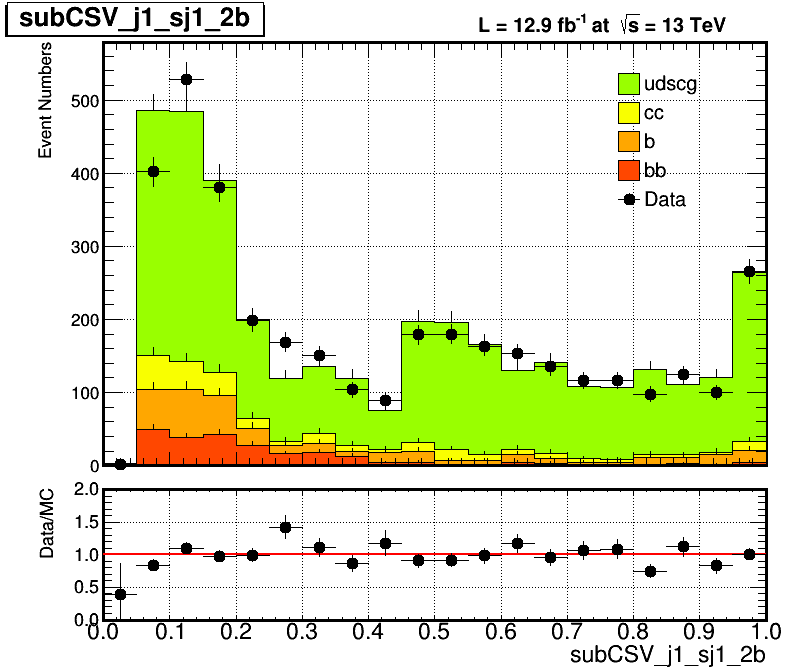 subCSV_j1_sj1_2b
L = 12.9 fb⁻¹ at √s = 13 TeV
Event Numbers
500
400
300
200
100
0
udscg
cc
b
bb
Data
Data/MC
2.0
1.5
1.0
0.5
0.0
0.0 0.1 0.2 0.3 0.4 0.5 0.6 0.7 0.8 0.9 1.0
subCSV_j1_sj1_2b